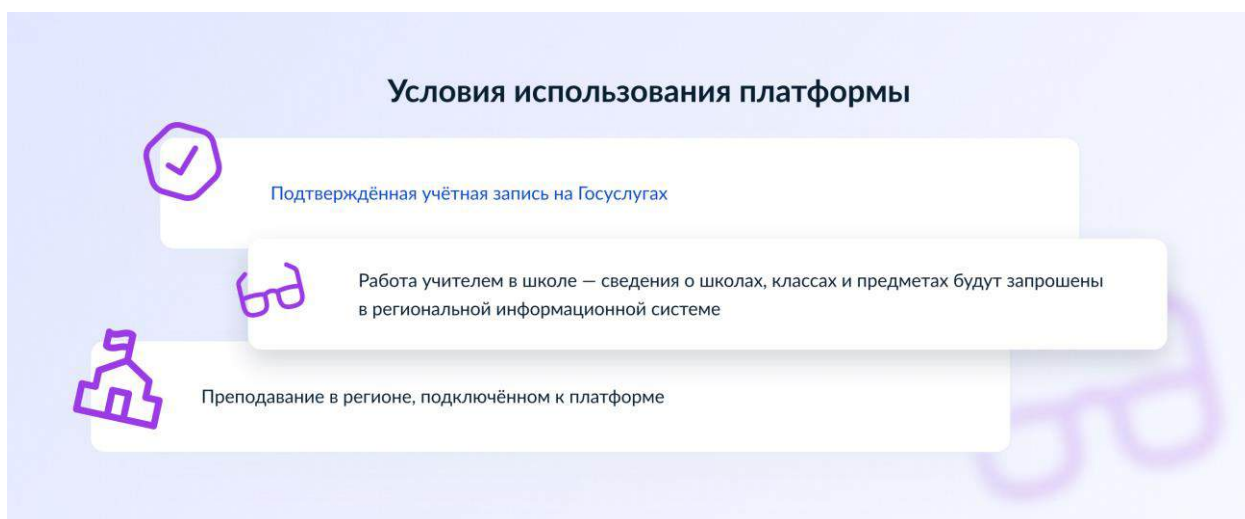 Условия использования платформы
Подтверждённая учётная запись на Госуслугах
Работа учителем в школе — сведения о школах, классах и предметах будут запрошены
в региональной информационной системе
Преподавание в регионе, подключённом к платформе